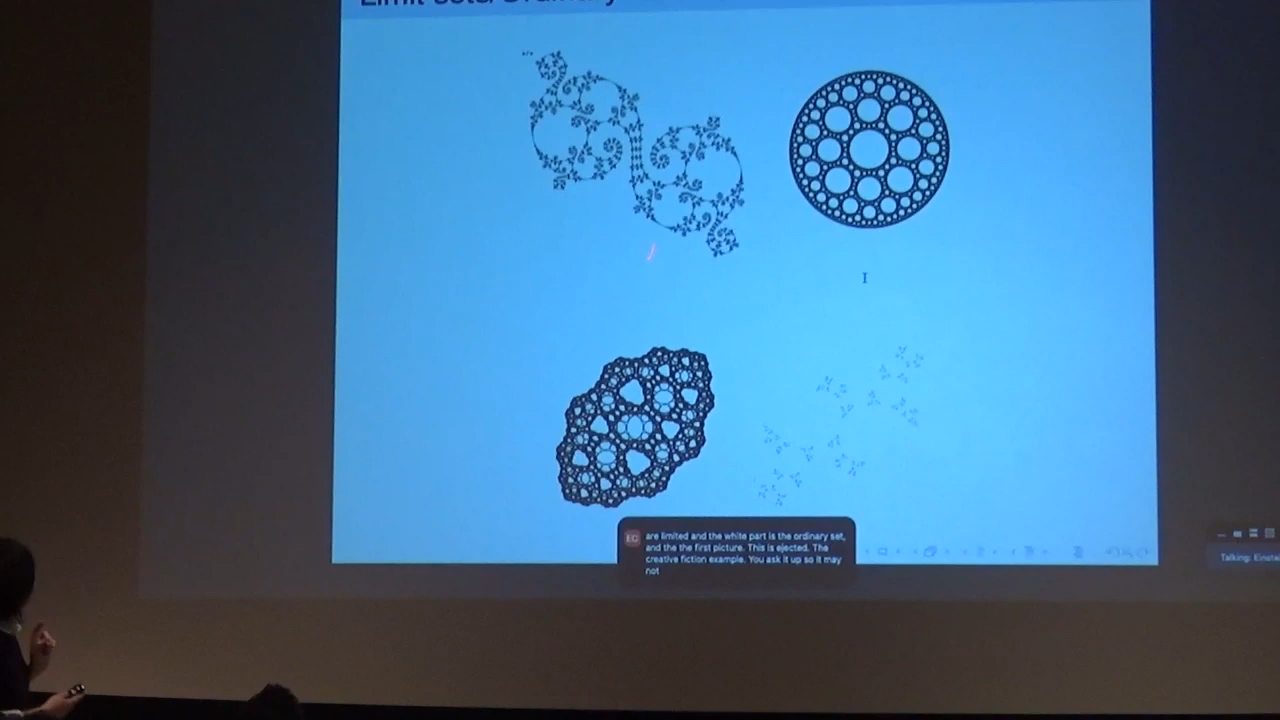 Limit sets/Ordinary
EC
are limited and the white part is the ordinary set,
and the the first picture. This is ejected. The
creative fiction example. You ask it up so it may
not
Talking: Einste